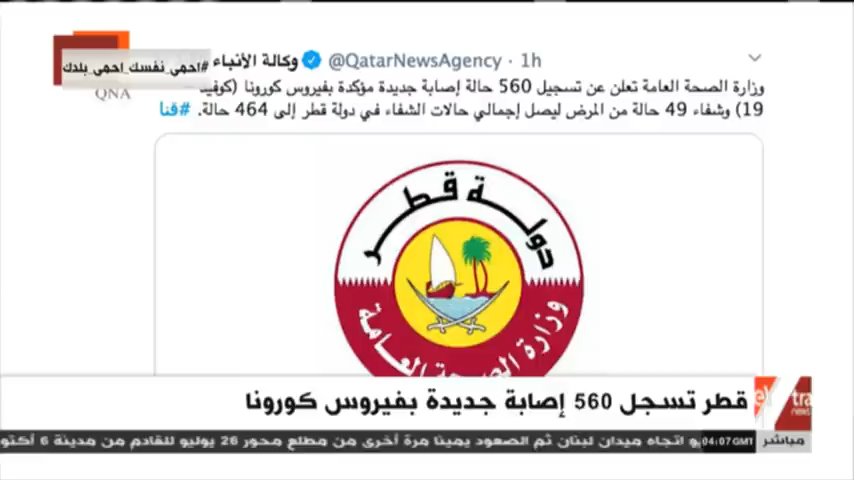 وكالة الأنباء @QatarNewsAgency · 1h
#احمي_نفسك_احمي_بلدك
QNA
وزارة الصحة العامة تعلن عن تسجيل 560 حالة إصابة جديدة مؤكدة بفيروس كورونا (كوفيد –
19) وشفاء 49 حالة من المرض ليصل إجمالي حالات الشفاء في دولة قطر إلى 464 حالة. #قنا
دولة قطر
وزارة الصحة العامة
قطر تسجل 560 إصابة جديدة بفيروس كورونا
extra
news
مباشر
04:07 GMT
اتجاه ميدان لبنان ثم الصعود يمينا مرة أخرى من مطلع محور 26 يوليو للقادم من مدينة 6 أكتو